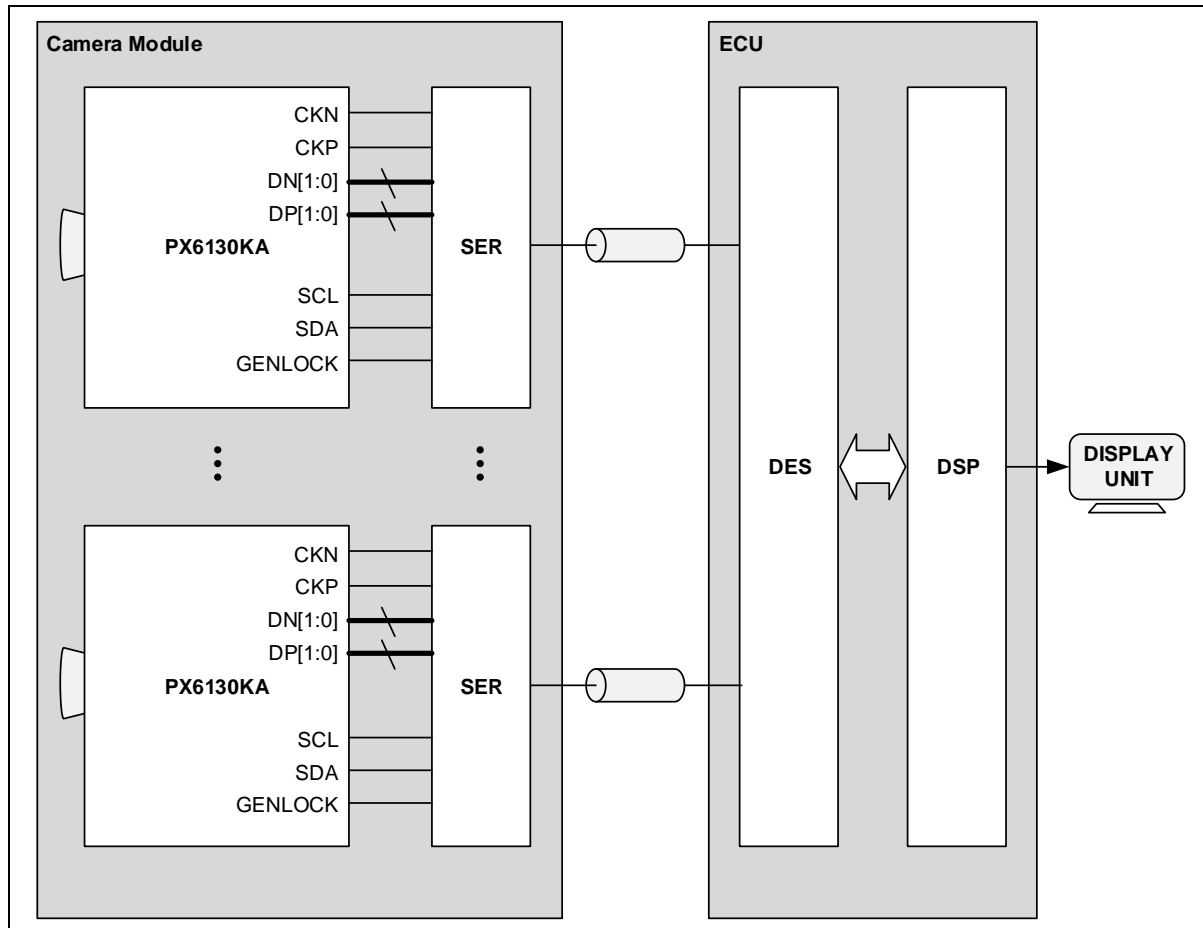 Camera Module
CKN
CKP
DN[1:0]
DP[1:0]
PX6130KA
SCL
SDA
GENLOCK
SER
CKN
CKP
DN[1:0]
DP[1:0]
PX6130KA
SCL
SDA
GENLOCK
SER
ECU
DES
DSP
DISPLAY
UNIT